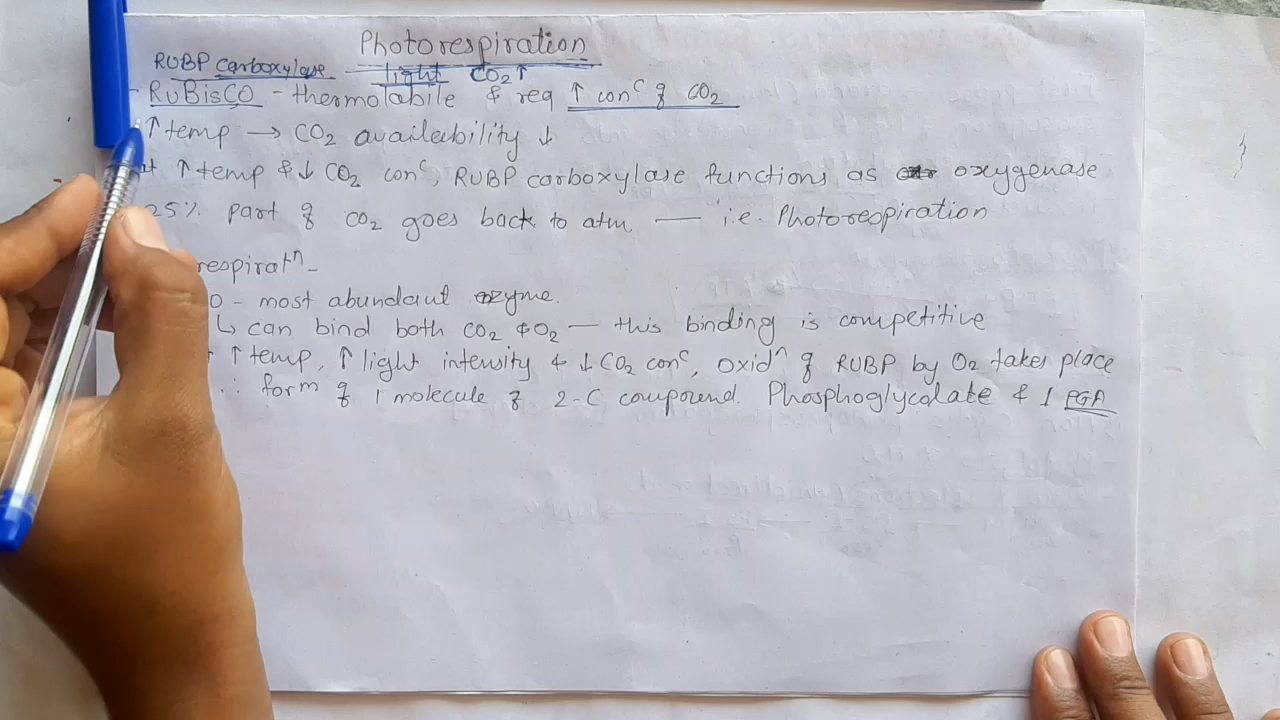 Photorespiration
RUBP carboxylase light CO2↑
- RuBisCO - thermolabile & req ↑ conc of CO2
↑ temp → CO2 availeability ↓
at ↑ temp & ↓ CO2 conc, RUBP carboxylase functions as oxygenase
25% part of CO2 goes back to atm — i.e. Photorespiration
respiratn -
O - most abundant enzyme.
↳ can bind both CO2 & O2 — this binding is competitive
↑ temp, ↑ light intensity & ↓ CO2 conc, oxidn of RUBP by O2 takes place
∴ form of 1 molecule of 2-C compound. Phosphoglycolate & 1 PGA